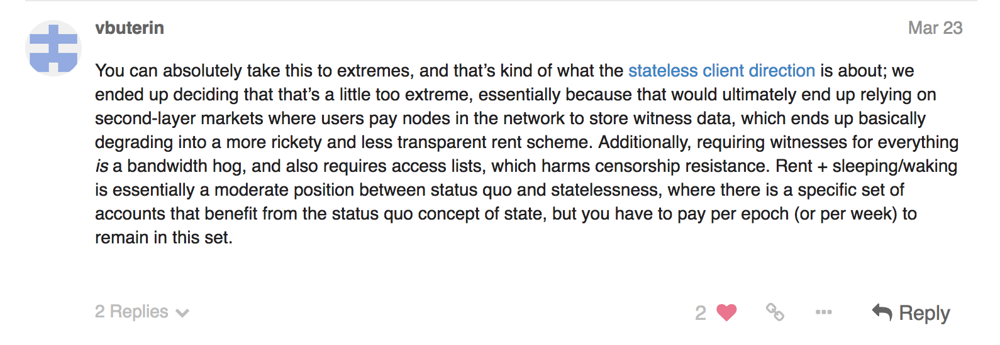 vbuterin
Mar 23
You can absolutely take this to extremes, and that’s kind of what the stateless client direction is about; we
ended up deciding that that’s a little too extreme, essentially because that would ultimately end up relying on
second-layer markets where users pay nodes in the network to store witness data, which ends up basically
degrading into a more rickety and less transparent rent scheme. Additionally, requiring witnesses for everything
is a bandwidth hog, and also requires access lists, which harms censorship resistance. Rent + sleeping/waking
is essentially a moderate position between status quo and statelessness, where there is a specific set of
accounts that benefit from the status quo concept of state, but you have to pay per epoch (or per week) to
remain in this set.
2 Replies
2
Reply